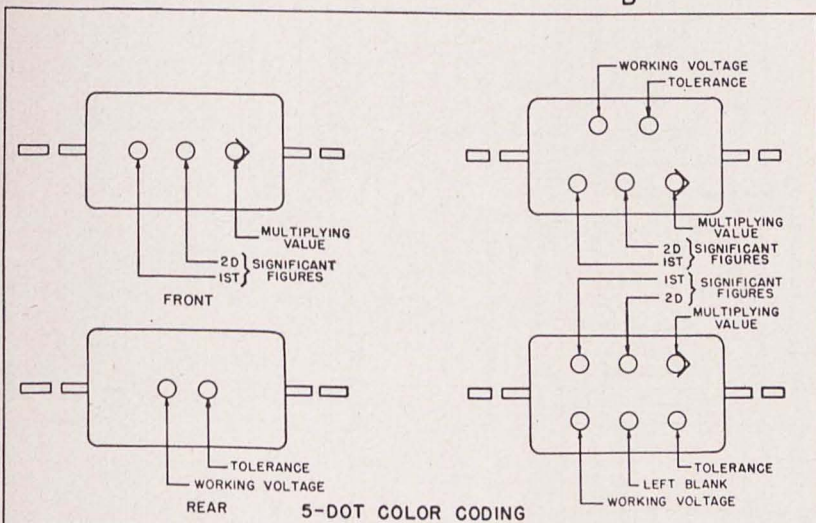 B
MULTIPLYING
VALUE
2D } SIGNIFICANT
1ST } FIGURES
FRONT
TOLERANCE
WORKING VOLTAGE
REAR
WORKING VOLTAGE
TOLERANCE
MULTIPLYING
VALUE
2D } SIGNIFICANT
1ST } FIGURES
1ST } SIGNIFICANT
2D } FIGURES
MULTIPLYING
VALUE
TOLERANCE
LEFT BLANK
WORKING VOLTAGE
5-DOT COLOR CODING